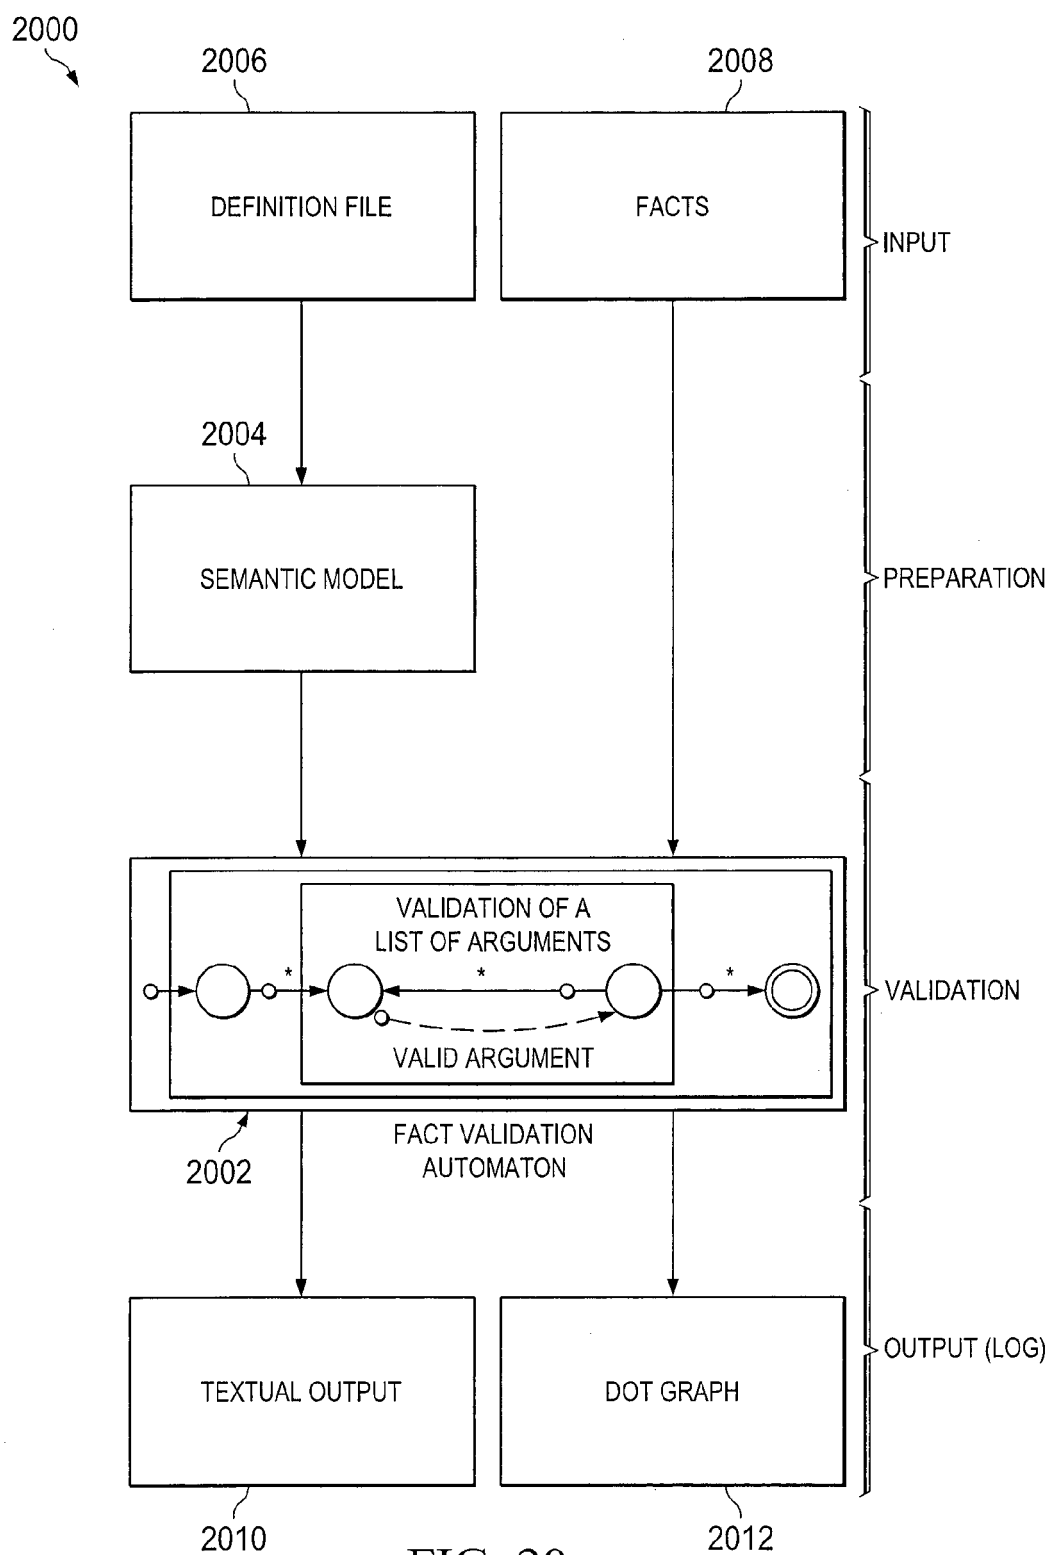 2000
2006
2008
DEFINITION FILE
FACTS
INPUT
2004
SEMANTIC MODEL
PREPARATION
VALIDATION OF A
LIST OF ARGUMENTS
* * *
VALIDATION
VALID ARGUMENT
2002
FACT VALIDATION
AUTOMATON
OUTPUT (LOG)
TEXTUAL OUTPUT
DOT GRAPH
2010
2012